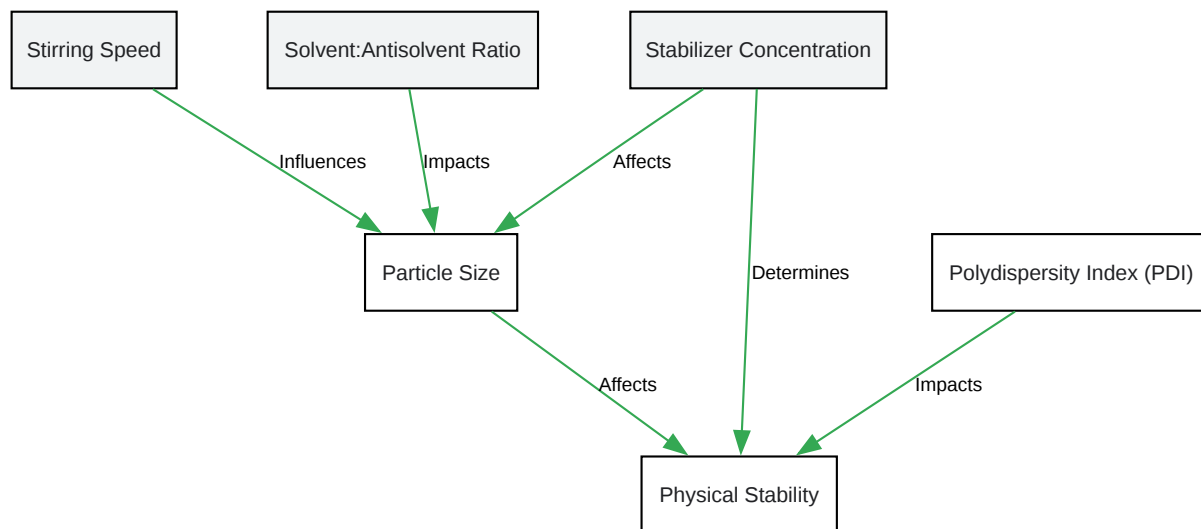 Stirring Speed
Solvent:Antisolvent Ratio
Stabilizer Concentration
Influences
Impacts
Affects
Particle Size
Determines
Polydispersity Index (PDI)
Affects
Impacts
Physical Stability